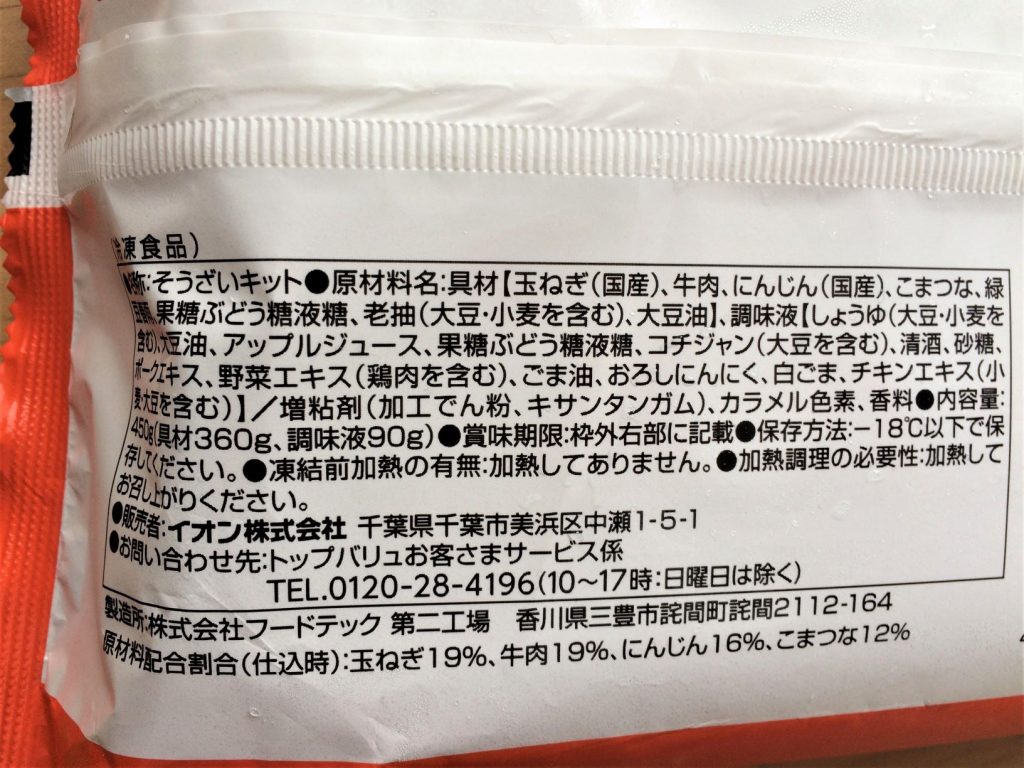 (冷凍食品)
名称:そうざいキット●原材料名:具材【玉ねぎ(国産)、牛肉、にんじん(国産)、こまつな、緑
豆春雨、果糖ぶどう糖液糖、老抽(大豆・小麦を含む)、大豆油】、調味液【しょうゆ(大豆・小麦を
含む)、大豆油、アップルジュース、果糖ぶどう糖液糖、コチジャン(大豆を含む)、清酒、砂糖、
ポークエキス、野菜エキス(鶏肉を含む)、ごま油、おろしにんにく、白ごま、チキンエキス(小
麦・大豆を含む)】/増粘剤(加工でん粉、キサンタンガム)、カラメル色素、香料●内容量:
450g(具材360g、調味液90g)●賞味期限:枠外右部に記載●保存方法:-18℃以下で保
存してください。●凍結前加熱の有無:加熱してありません。●加熱調理の必要性:加熱して
お召し上がりください。
●販売者:イオン株式会社 千葉県千葉市美浜区中瀬1-5-1
●お問い合わせ先:トップバリュお客さまサービス係
TEL.0120-28-4196(10~17時:日曜日は除く)
製造所:株式会社フードテック 第二工場 香川県三豊市詫間町詫間2112-164
原材料配合割合(仕込時):玉ねぎ19%、牛肉19%、にんじん16%、こまつな12%